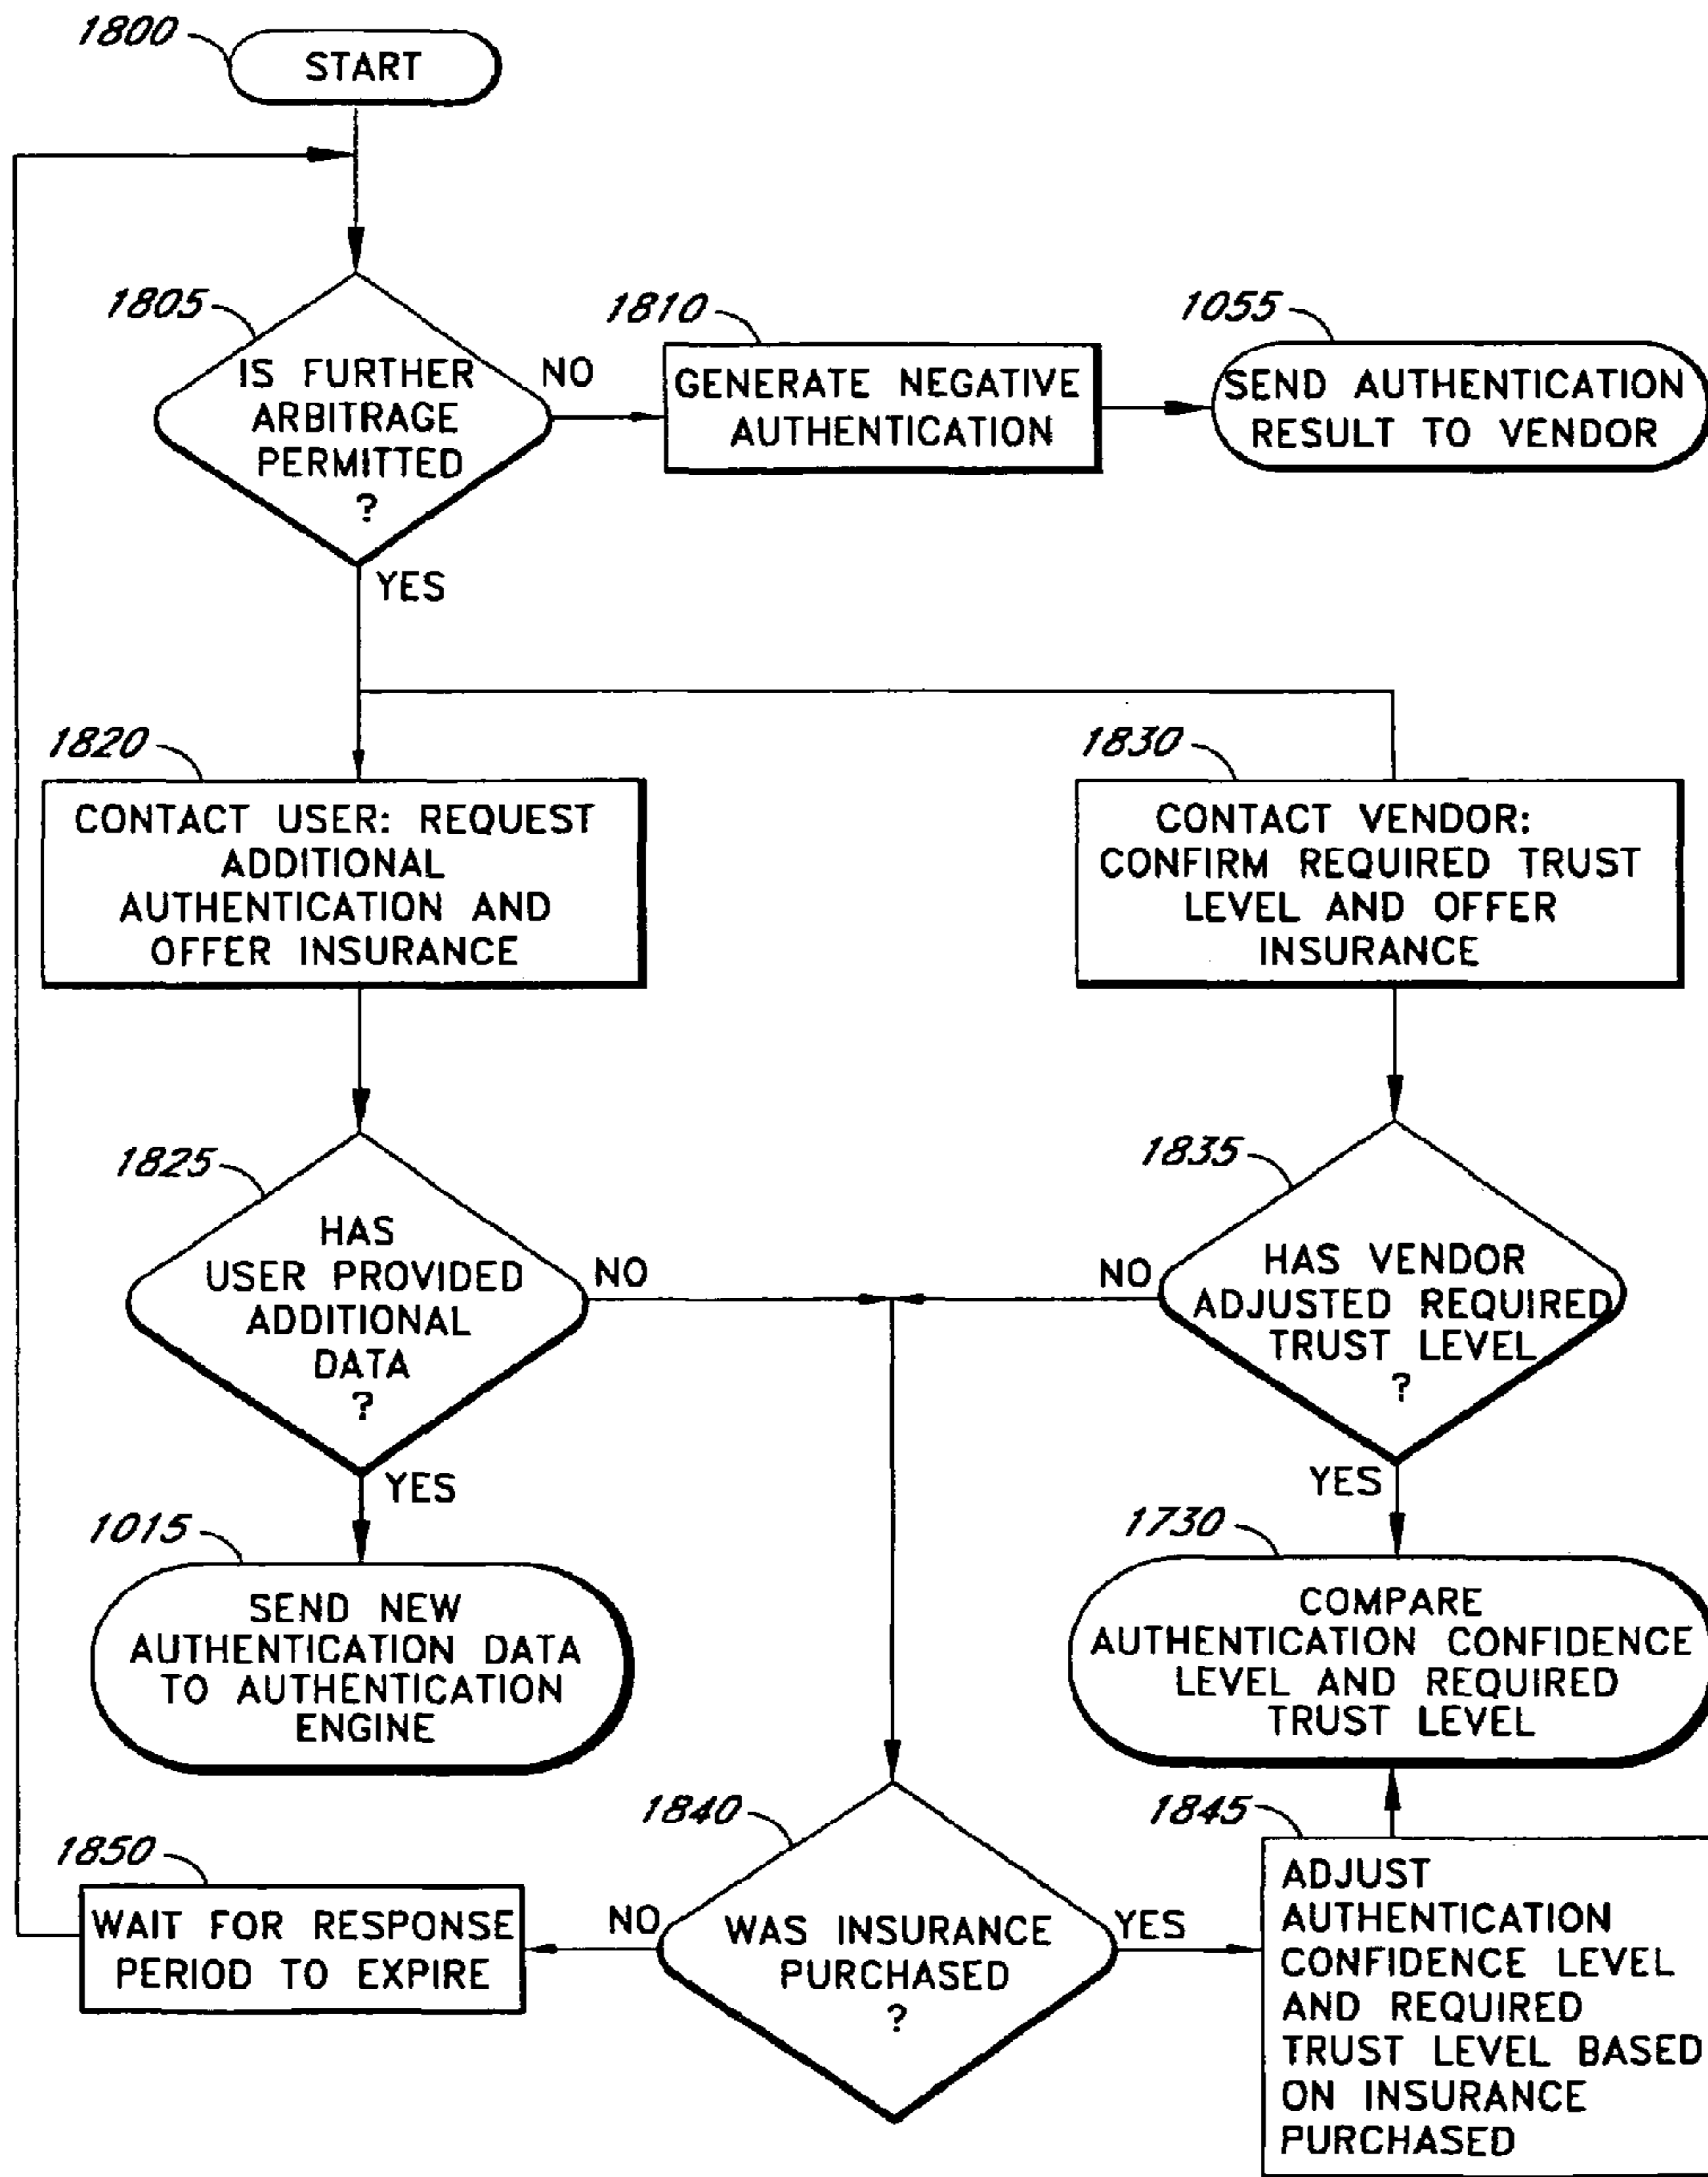 1800
START
1805
IS FURTHER
ARBITRAGE
PERMITTED
?
NO
YES
1810
GENERATE NEGATIVE
AUTHENTICATION
1055
SEND AUTHENTICATION
RESULT TO VENDOR
1820
CONTACT USER: REQUEST
ADDITIONAL
AUTHENTICATION AND
OFFER INSURANCE
1830
CONTACT VENDOR:
CONFIRM REQUIRED TRUST
LEVEL AND OFFER
INSURANCE
1825
HAS
USER PROVIDED
ADDITIONAL
DATA
?
NO
YES
1835
HAS VENDOR
ADJUSTED REQUIRED
TRUST LEVEL
?
NO
YES
1015
SEND NEW
AUTHENTICATION DATA
TO AUTHENTICATION
ENGINE
1730
COMPARE
AUTHENTICATION CONFIDENCE
LEVEL AND REQUIRED
TRUST LEVEL
1840
WAS INSURANCE
PURCHASED
?
NO
YES
1845
ADJUST
AUTHENTICATION
CONFIDENCE LEVEL
AND REQUIRED
TRUST LEVEL BASED
ON INSURANCE
PURCHASED
1850
WAIT FOR RESPONSE
PERIOD TO EXPIRE